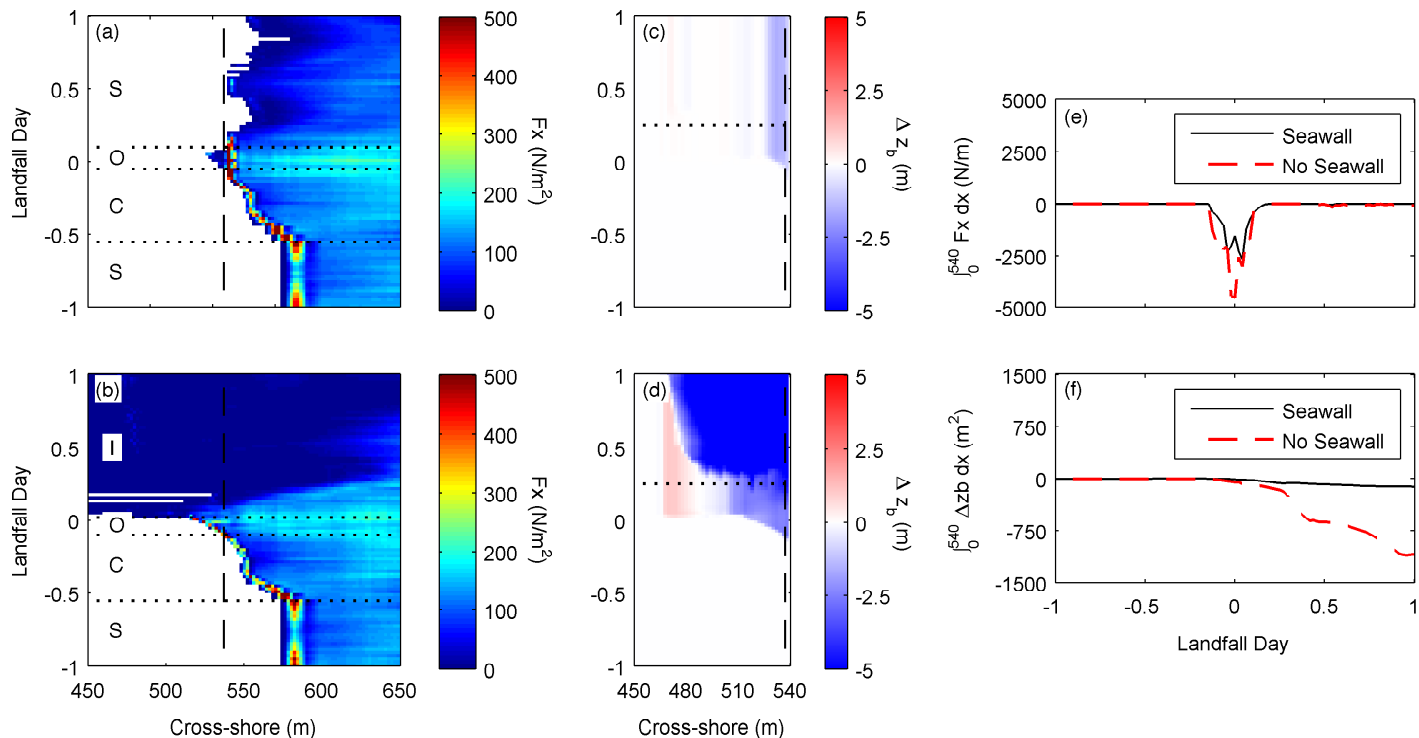 (a)
S
O
C
S
Landfall Day
1
0.5
0
-0.5
-1
500
400
300
200
100
0
Fx (N/m²)
(c)
1
0.5
0
-0.5
-1
5
2.5
0
-2.5
-5
Δ z_b (m)
(e)
Seawall
No Seawall
5000
2500
0
-2500
-5000
∫₀⁵⁴⁰ Fx dx (N/m)
(b)
I
O
C
S
Landfall Day
1
0.5
0
-0.5
-1
450 500 550 600 650
Cross-shore (m)
500
400
300
200
100
0
Fx (N/m²)
(d)
1
0.5
0
-0.5
-1
450 480 510 540
Cross-shore (m)
5
2.5
0
-2.5
-5
Δ z_b (m)
(f)
Seawall
No Seawall
1500
750
0
-750
-1500
∫₀⁵⁴⁰ Δzb dx (m²)
-1 -0.5 0 0.5 1
Landfall Day